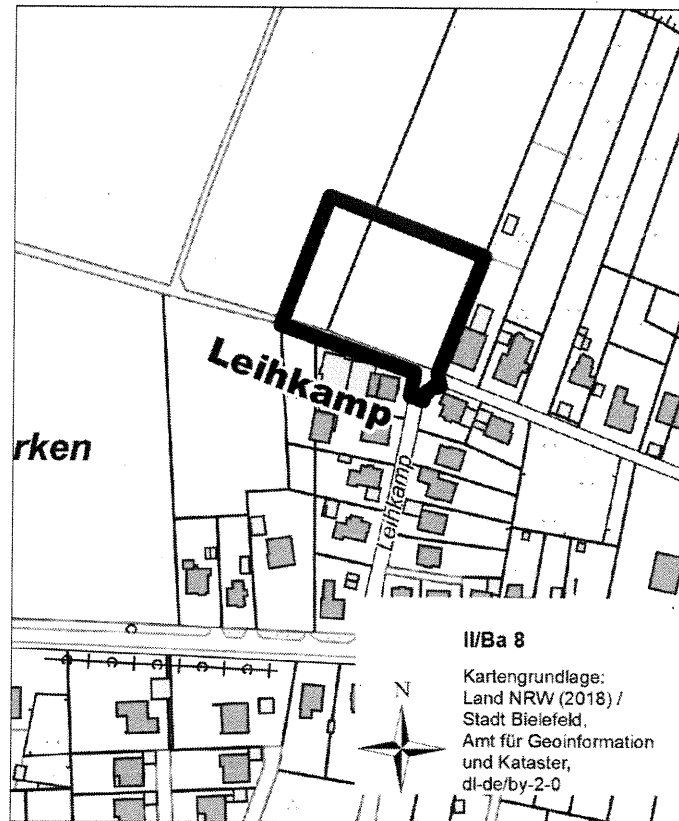 Leihkamp
rken
Leihkamp
II/Ba 8
Kartengrundlage:
Land NRW (2018) /
Stadt Bielefeld,
Amt für Geoinformation
und Kataster,
dl-de/by-2-0
N